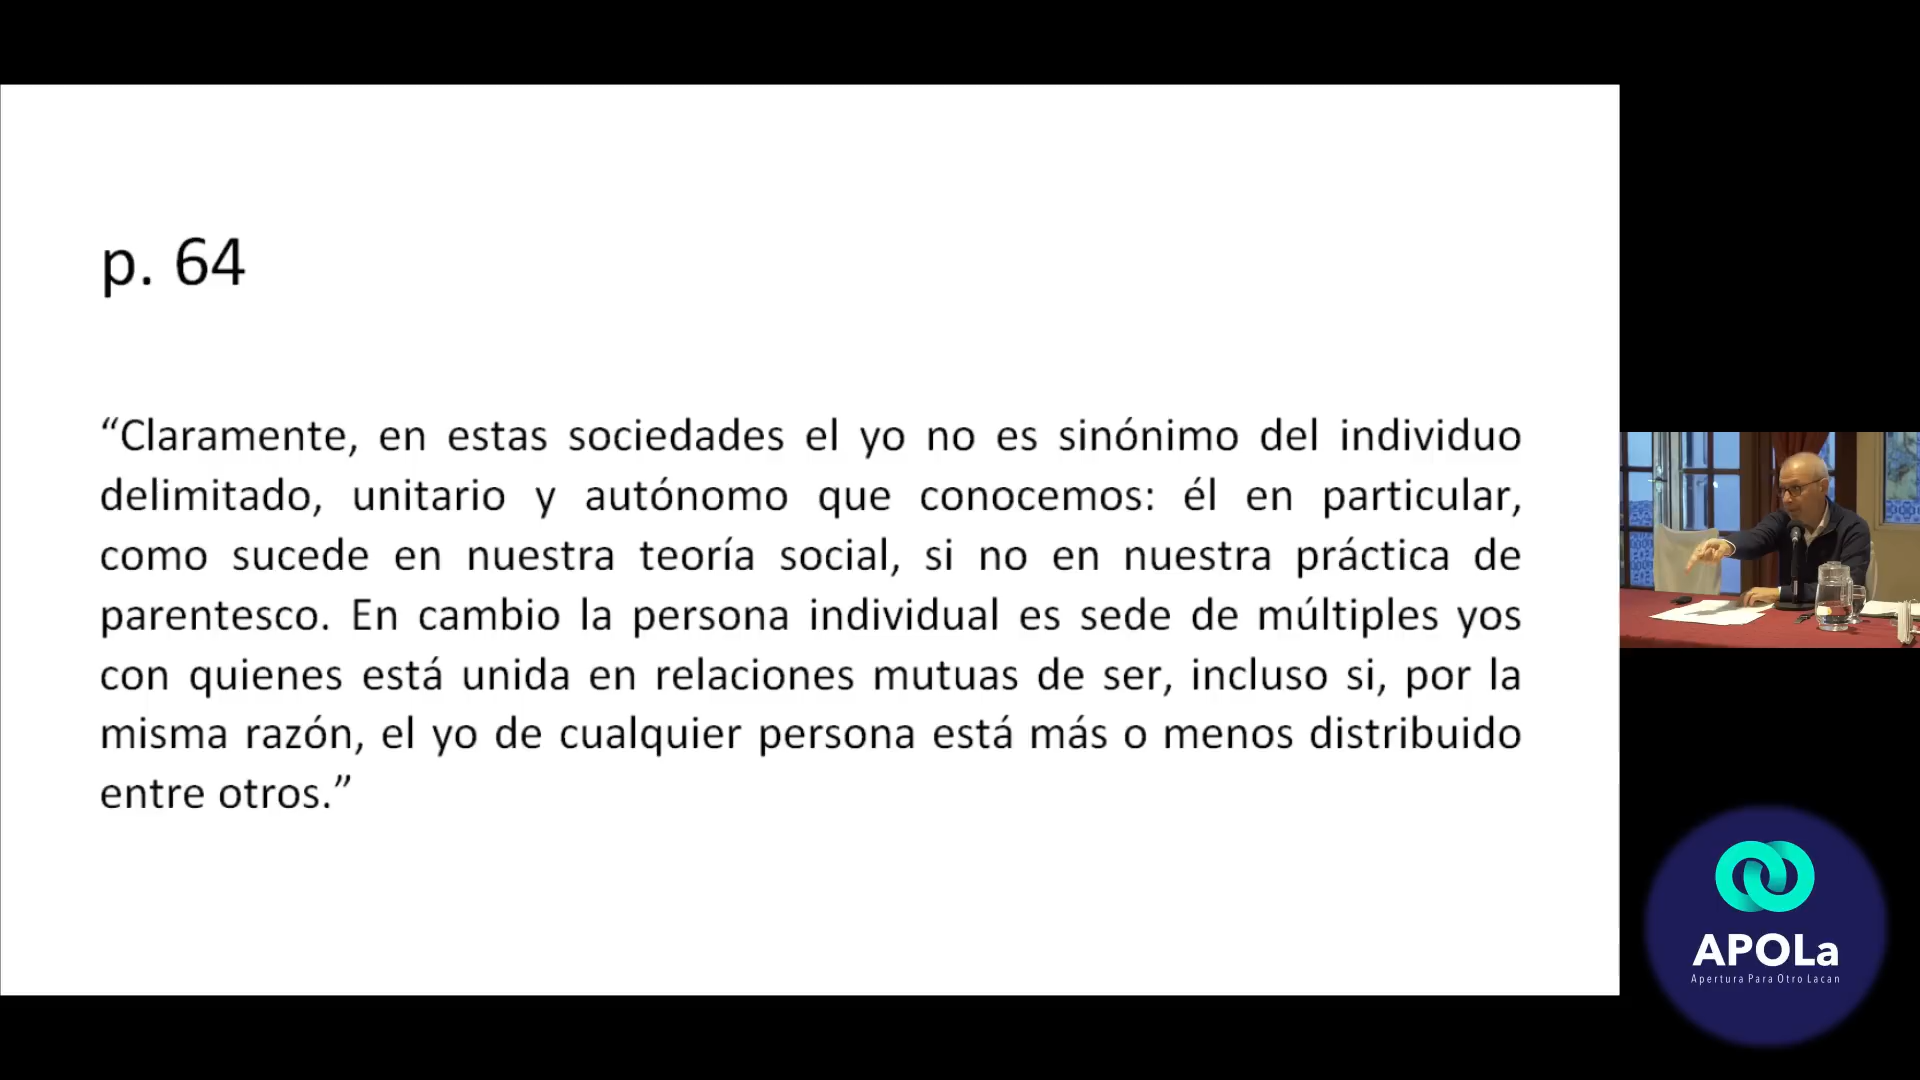 p. 64
“Claramente, en estas sociedades el yo no es sinónimo del individuo
delimitado, unitario y autónomo que conocemos: él en particular,
como sucede en nuestra teoría social, si no en nuestra práctica de
parentesco. En cambio la persona individual es sede de múltiples yos
con quienes está unida en relaciones mutuas de ser, incluso si, por la
misma razón, el yo de cualquier persona está más o menos distribuido
entre otros.”
APOLa
Apertura Para Otro Lacan